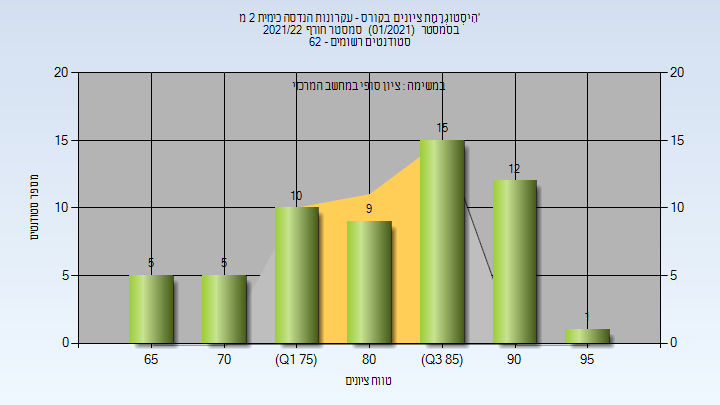 הִיסְטוֹגְרַמַת ציונים בקורס - עקרונות הנדסה כימית 2 מ'
בסמסטר (01/2021) סמסטר חורף 2021/22
סטודנטים רשומים - 62
במשימה : ציון סופי במחשב המרכזי
מספר סטודנטים
20
15
10
5
0
20
15
10
5
0
5
5
10
9
15
12
1
65
70
(Q1 75)
80
(Q3 85)
90
95
טווח ציונים